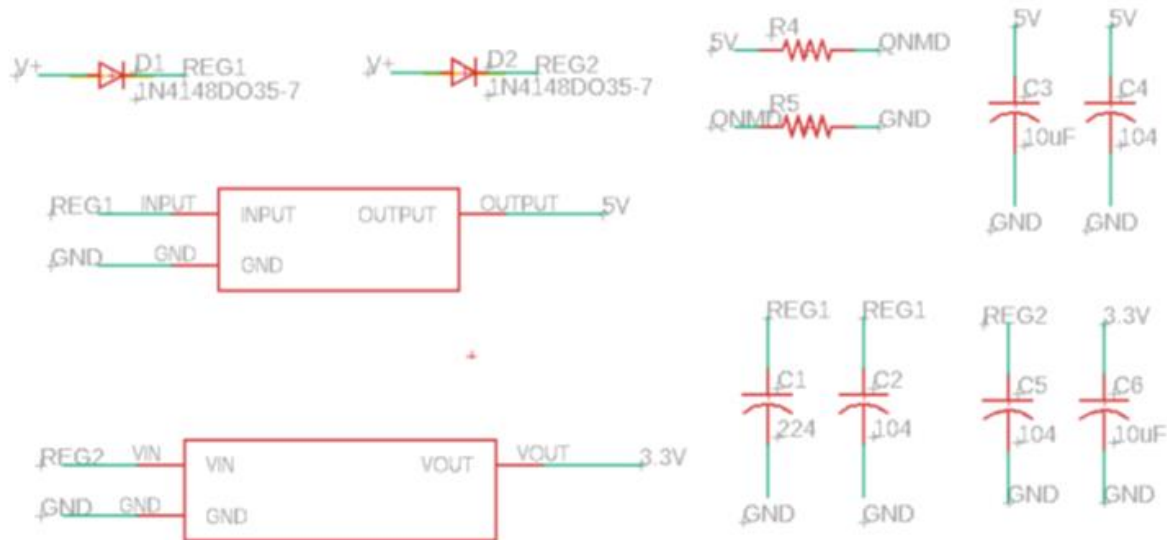 V+ D1 REG1
1N4148DO35-7
V+ D2 REG2
1N4148DO35-7
5V R4 QNMD
QNMD R5 GND
5V
C3
10uF
GND
5V
C4
104
GND
REG1 INPUT INPUT OUTPUT OUTPUT 5V
GND GND GND
REG1
C1
224
GND
REG1
C2
104
GND
REG2
C5
104
GND
3.3V
C6
10uF
GND
REG2 VIN VIN VOUT VOUT 3.3V
GND GND GND